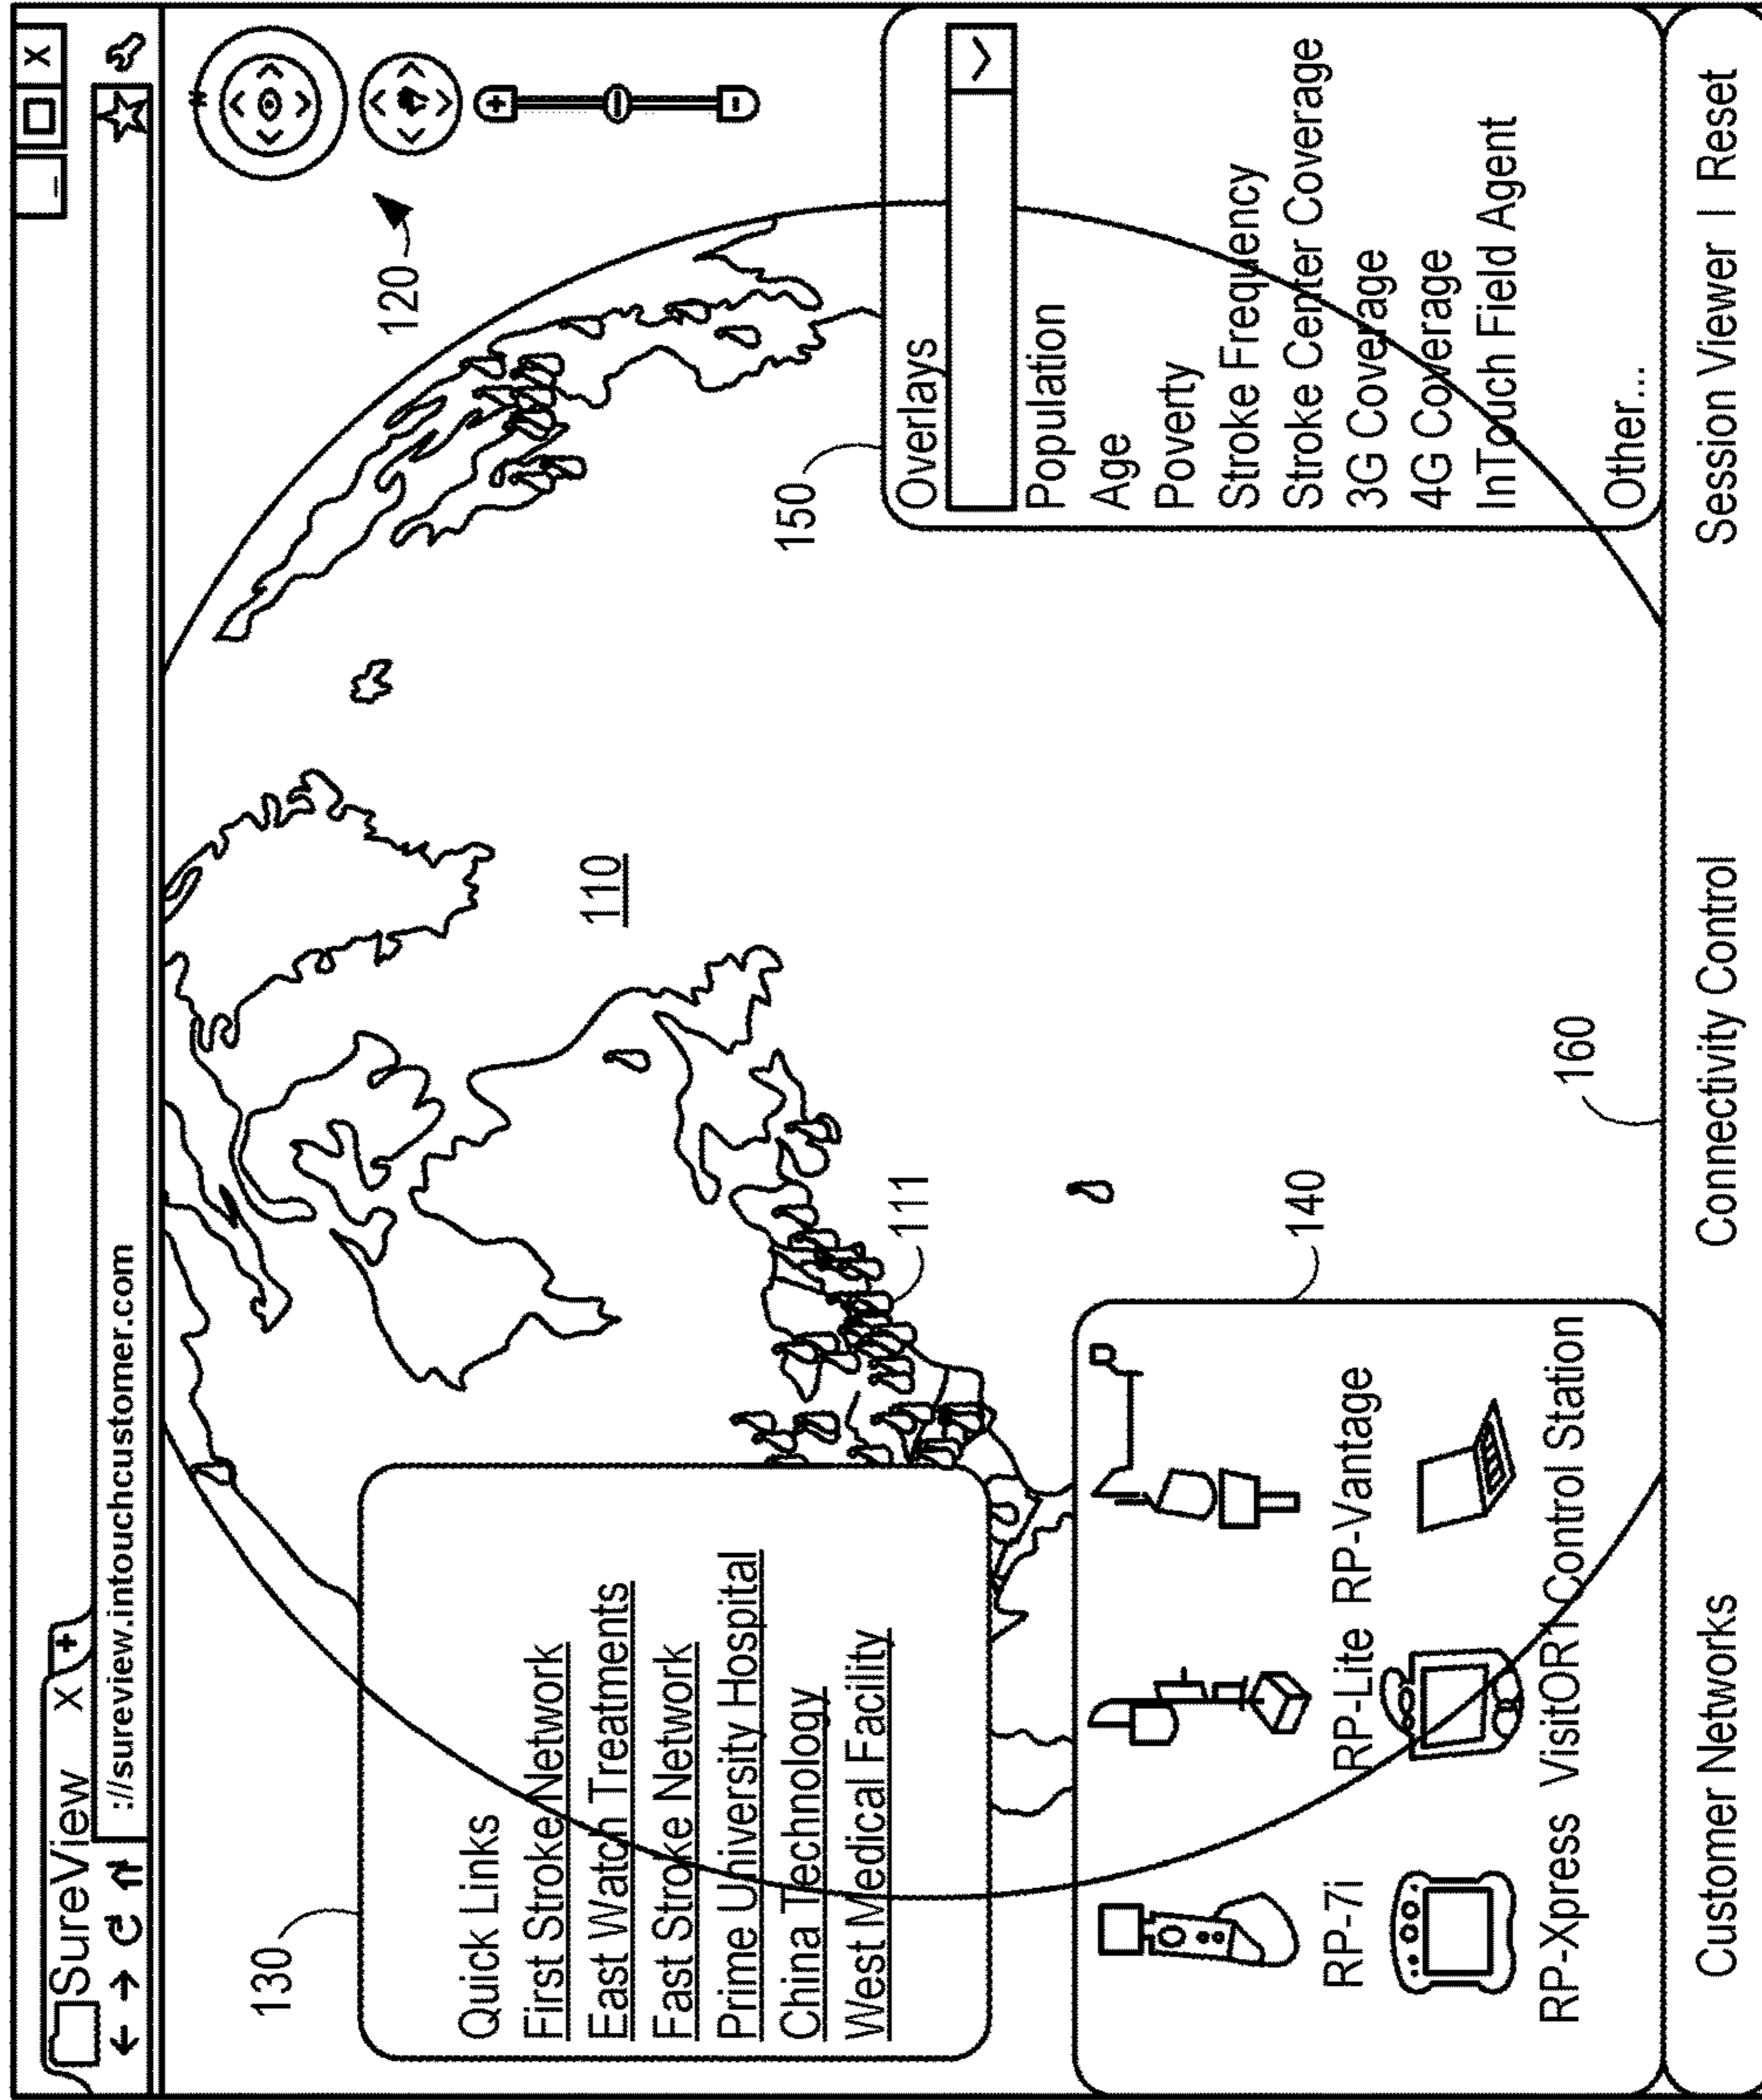 SureView X +
_ X
://sureview.intouchcustomer.com
N
120
+
-
130
Quick Links
First Stroke Network
East Watch Treatments
Fast Stroke Network
Prime University Hospital
China Technology
West Medical Facility
110
111
150
Overlays
Population
Age
Poverty
Stroke Frequency
Stroke Center Coverage
3G Coverage
4G Coverage
InTouch Field Agent
Other...
140
RP-7i RP-Lite RP-Vantage
RP-Xpress VisitORT Control Station
160
Customer Networks Connectivity Control Session Viewer | Reset